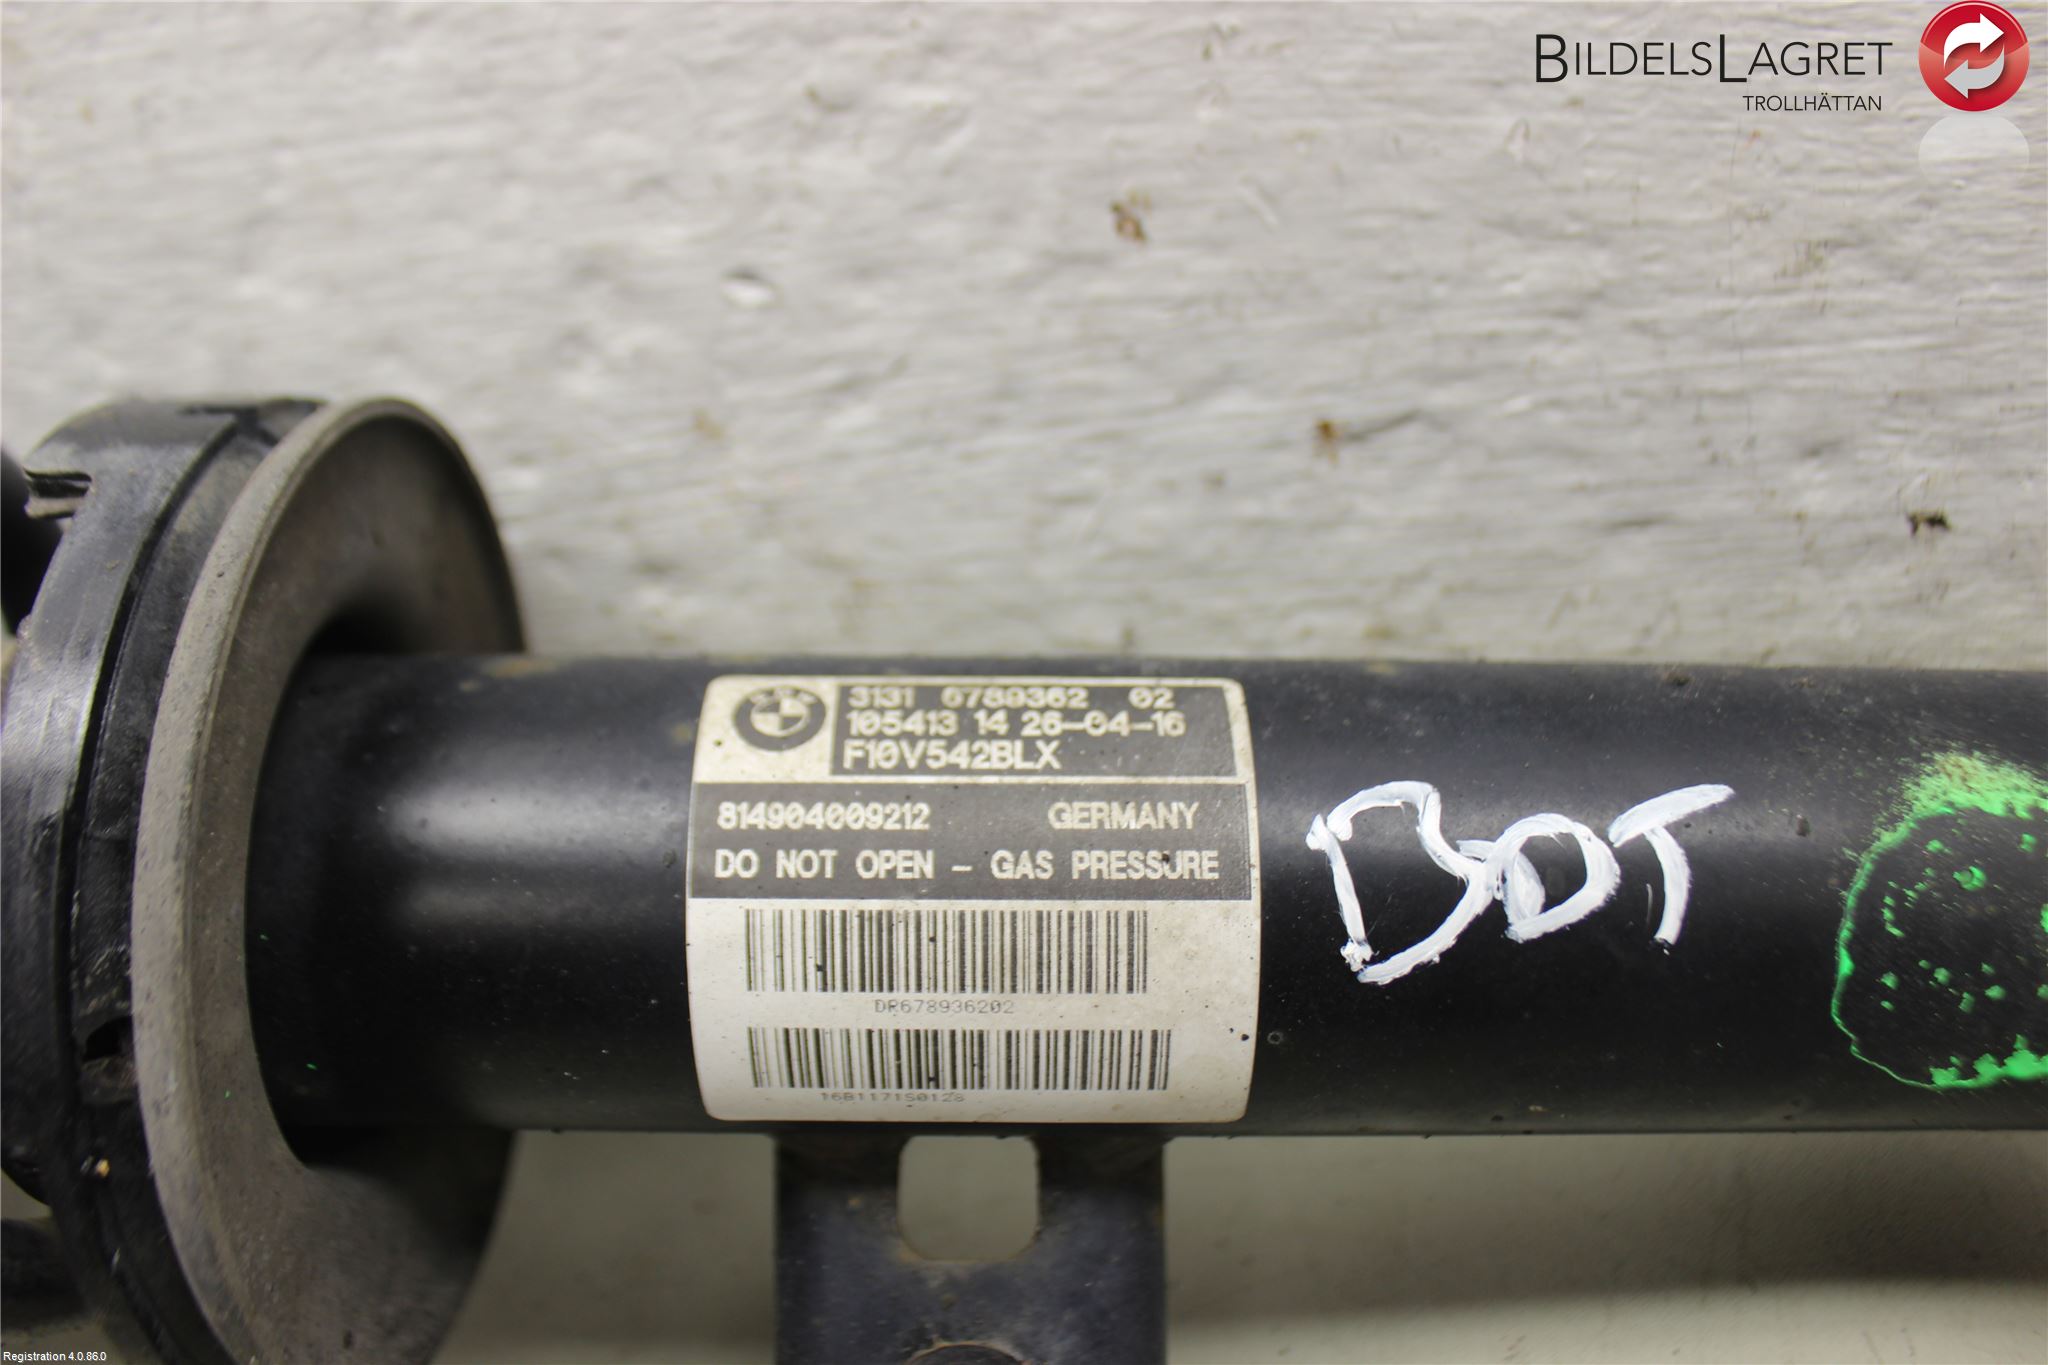 BILDELSLAGRET
TROLLHÄTTAN
3131 6789362 02
105413 14 26-04-16
F10V542BLX
814904009212 GERMANY
DO NOT OPEN - GAS PRESSURE
DR678936202
16B1171S0128
BOT
Registration 4.0.86.0